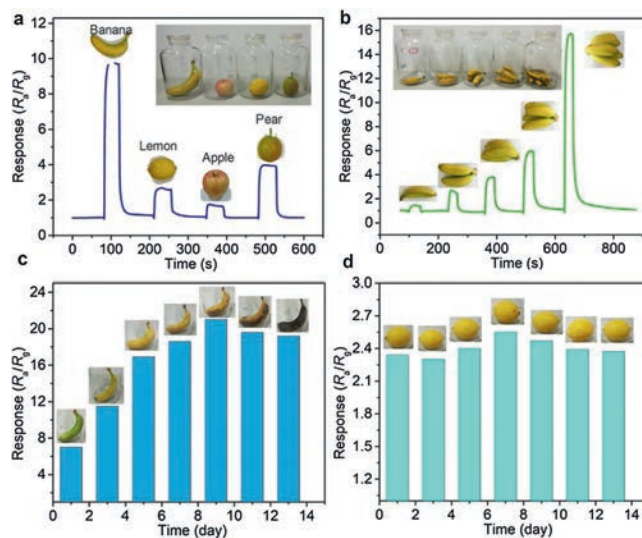 a
Banana
Lemon
Apple
Pear
Response (Ra/Rg)
12
10
8
6
4
2
0
0 100 200 300 400 500 600
Time (s)
b
Response (Ra/Rg)
16
14
12
10
8
6
4
2
0
0 200 400 600 800
Time (s)
c
Response (Ra/Rg)
24
20
16
12
8
4
0 2 4 6 8 10 12 14
Time (day)
d
Response (Ra/Rg)
3.0
2.7
2.4
2.1
1.8
1.5
1.2
0 2 4 6 8 10 12 14
Time (day)